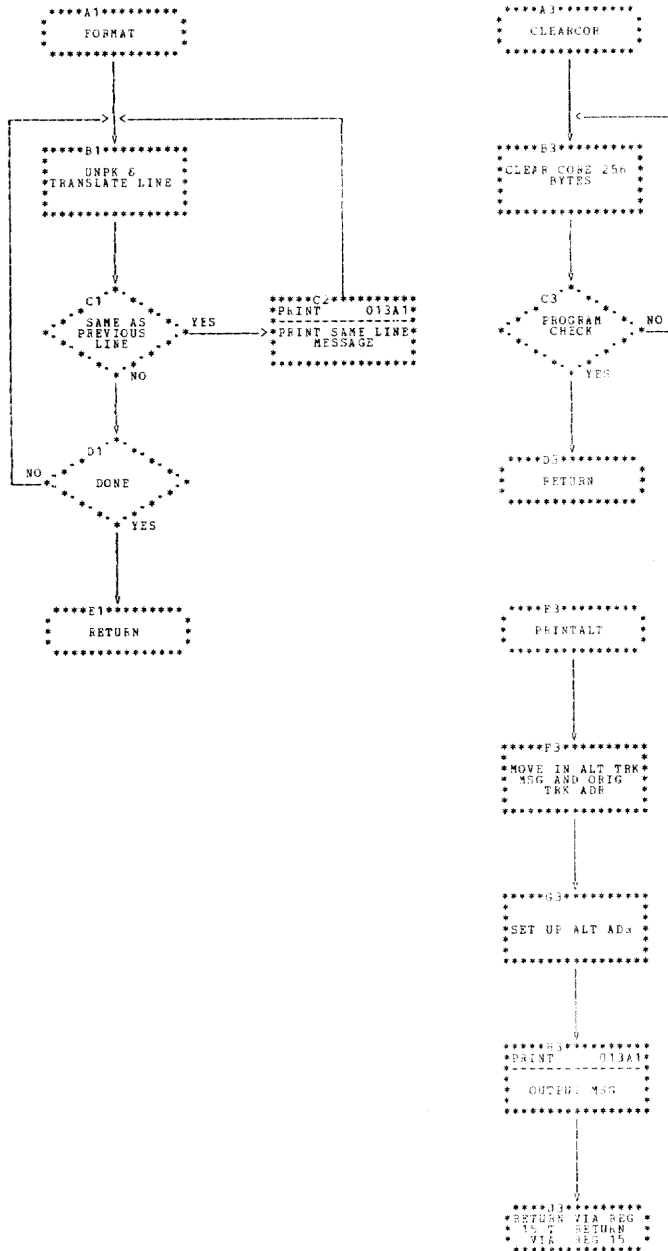 A1
FORMAT
B1
UNPK &
TRANSLATE LINE
C1
SAME AS
PREVIOUS
LINE
YES
NO
C2
PRINT 013A1
PRINT SAME LINE
MESSAGE
D1
NO
DONE
YES
E1
RETURN
A3
CLEARCOR
B3
CLEAR CORE 256
BYTES
C3
PROGRAM
CHECK
NO
YES
D3
RETURN
E3
PRINTALT
F3
MOVE IN ALT TRK
MSG AND ORIG
TRK ADR
G3
SET UP ALT ADR
H3
PRINT 013A1
OUTPUT MSG
J3
RETURN VIA REG
15 T RETURN
VIA REG 15